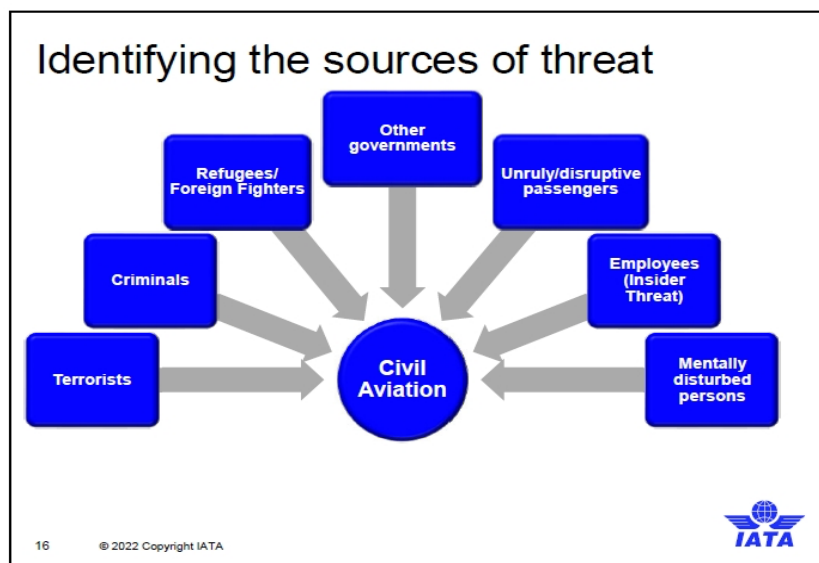 Identifying the sources of threat
Other
governments
Refugees/
Foreign Fighters
Unruly/disruptive
passengers
Criminals
Employees
(Insider
Threat)
Terrorists
Civil
Aviation
Mentally
disturbed
persons
16
© 2022 Copyright IATA
IATA